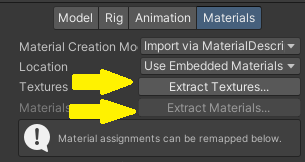 Model Rig Animation Materials
Material Creation Mo Import via MaterialDescri
Location Use Embedded Materials
Textures Extract Textures...
Materials Extract Materials...
Material assignments can be remapped below.